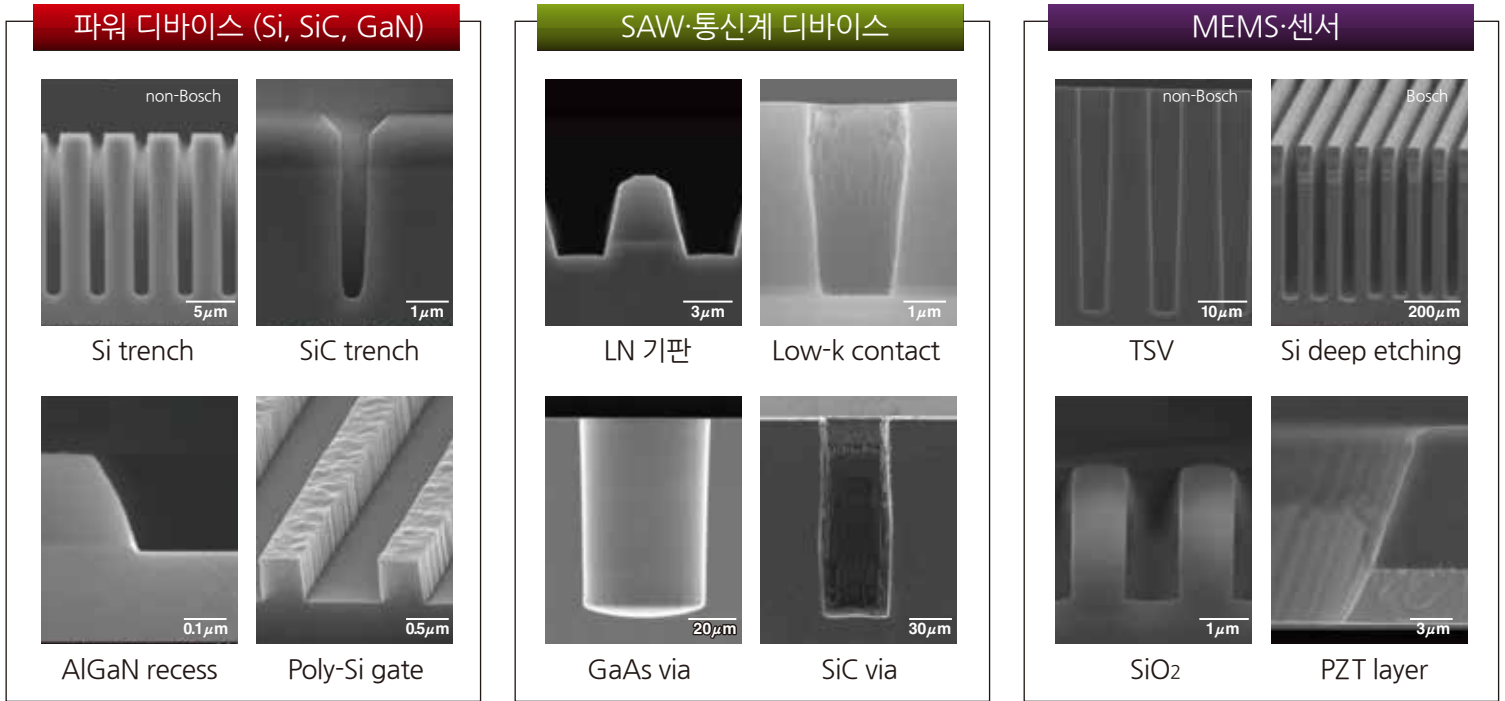 파워 디바이스 (Si, SiC, GaN)
non-Bosch
5μm
Si trench
1μm
SiC trench
0.1μm
AlGaN recess
0.5μm
Poly-Si gate
SAW·통신계 디바이스
3μm
LN 기판
1μm
Low-k contact
20μm
GaAs via
30μm
SiC via
MEMS·센서
non-Bosch
10μm
TSV
Bosch
200μm
Si deep etching
1μm
SiO2
3μm
PZT layer